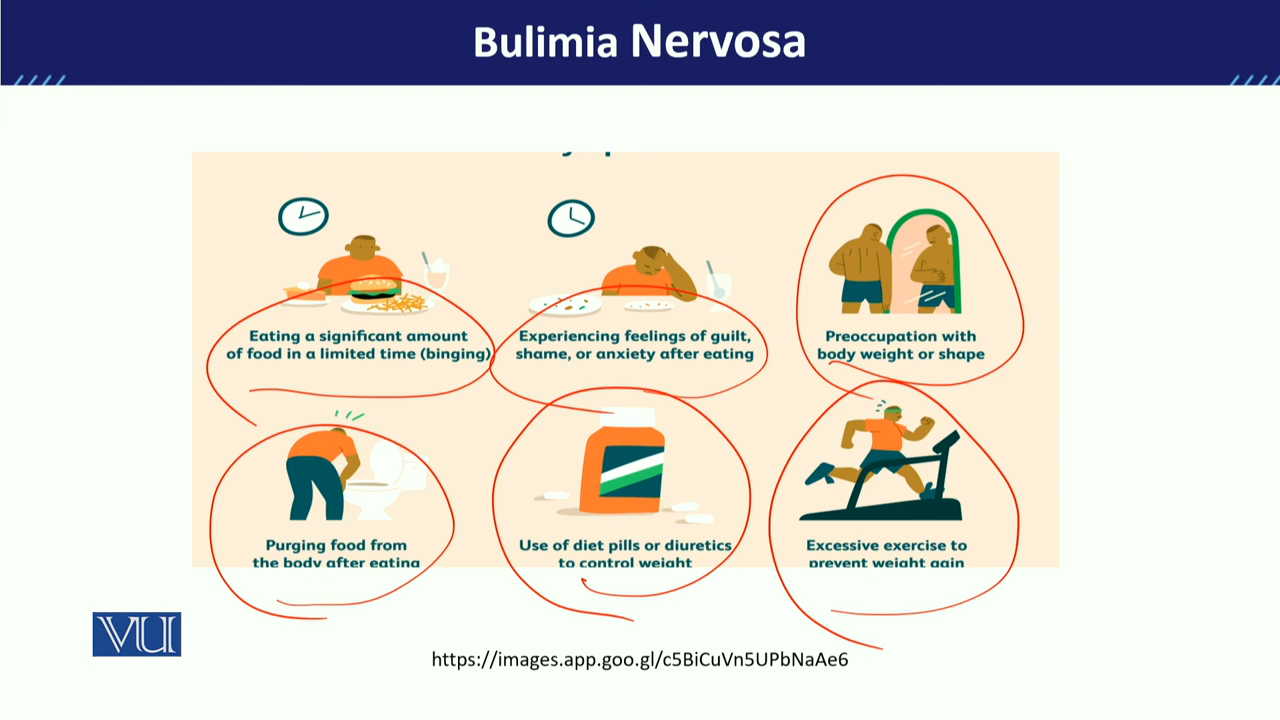 Bulimia Nervosa
Eating a significant amount
of food in a limited time (binging)
Experiencing feelings of guilt,
shame, or anxiety after eating
Preoccupation with
body weight or shape
Purging food from
the body after eating
Use of diet pills or diuretics
to control weight
Excessive exercise to
prevent weight gain
VU
https://images.app.goo.gl/c5BiCuVn5UPbNaAe6